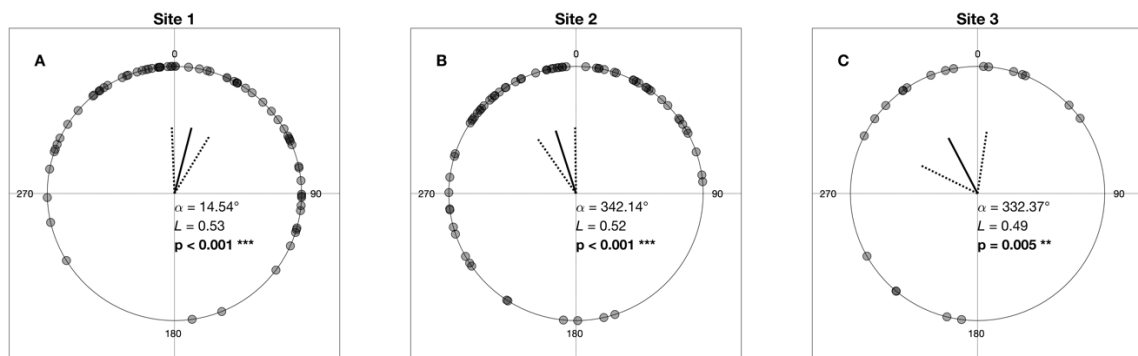 Site 1
A
0
270
90
α = 14.54°
L = 0.53
p < 0.001 ***
180
Site 2
B
0
270
90
α = 342.14°
L = 0.52
p < 0.001 ***
180
Site 3
C
0
270
90
α = 332.37°
L = 0.49
p = 0.005 **
180